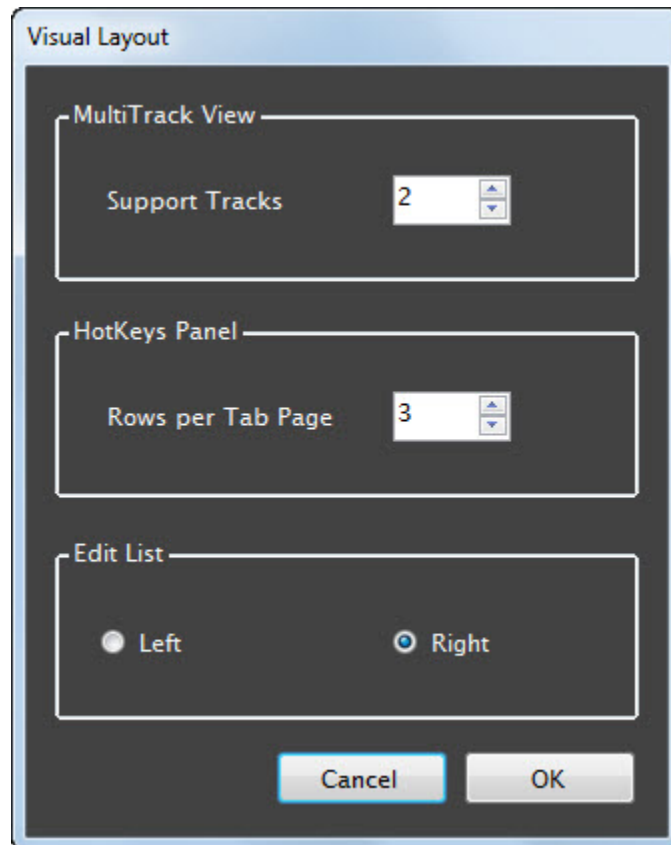 Visual Layout
MultiTrack View
Support Tracks 2
HotKeys Panel
Rows per Tab Page 3
Edit List
Left Right
Cancel OK